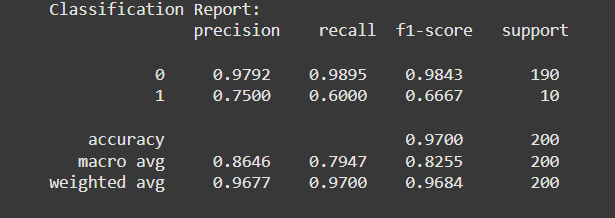 Classification Report:
precision recall f1-score support
0 0.9792 0.9895 0.9843 190
1 0.7500 0.6000 0.6667 10
accuracy 0.9700 200
macro avg 0.8646 0.7947 0.8255 200
weighted avg 0.9677 0.9700 0.9684 200